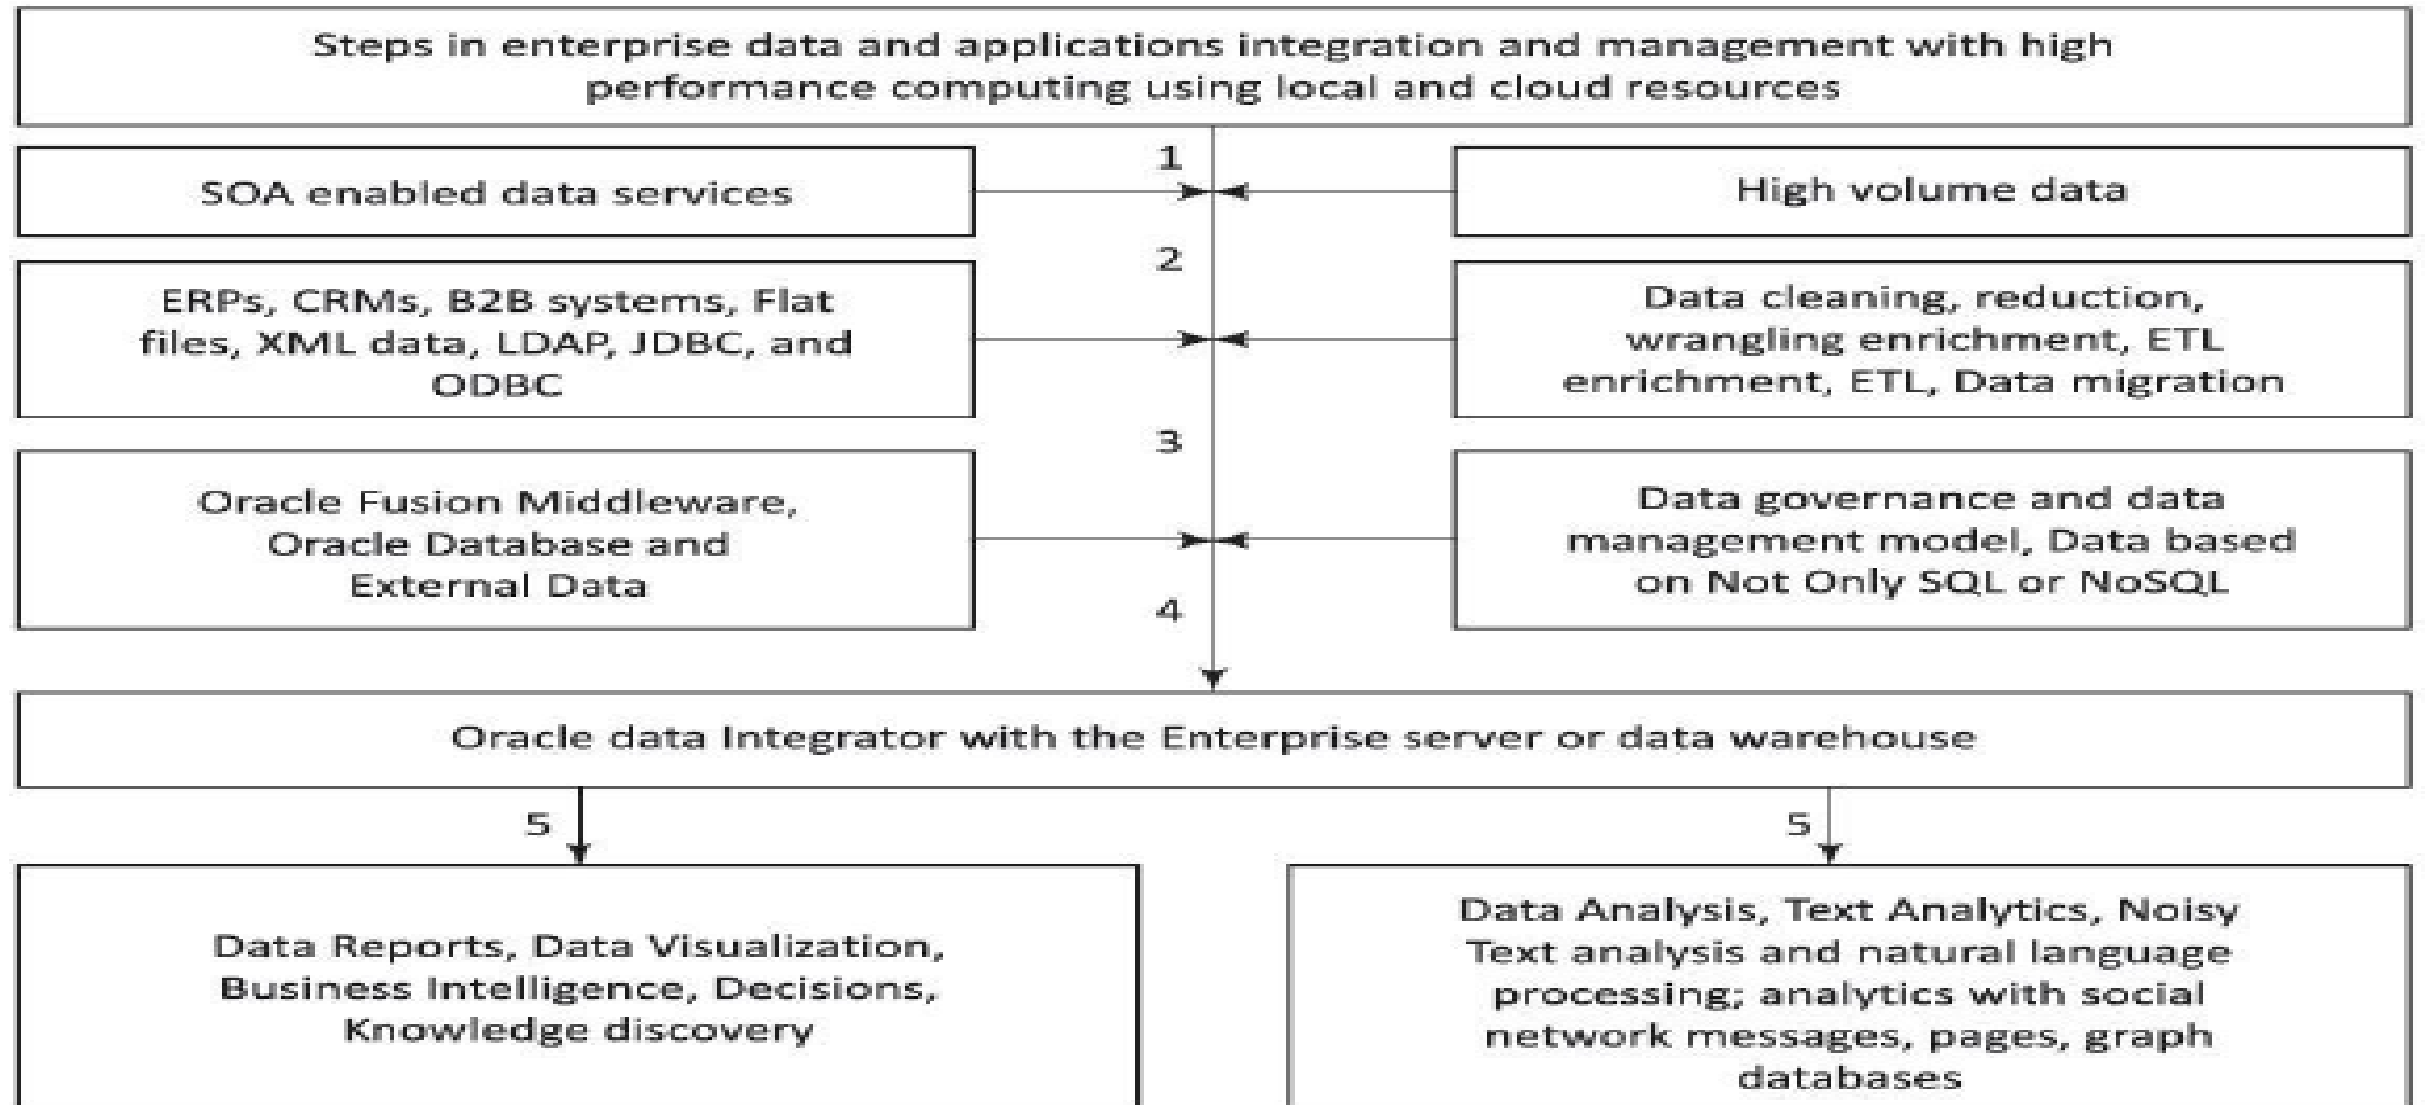 Steps in enterprise data and applications integration and management with high
performance computing using local and cloud resources
1
SOA enabled data services
High volume data
2
ERPs, CRMs, B2B systems, Flat
files, XML data, LDAP, JDBC, and
ODBC
Data cleaning, reduction,
wrangling enrichment, ETL
enrichment, ETL, Data migration
3
Oracle Fusion Middleware,
Oracle Database and
External Data
Data governance and data
management model, Data based
on Not Only SQL or NoSQL
4
Oracle data Integrator with the Enterprise server or data warehouse
5
5
Data Reports, Data Visualization,
Business Intelligence, Decisions,
Knowledge discovery
Data Analysis, Text Analytics, Noisy
Text analysis and natural language
processing; analytics with social
network messages, pages, graph
databases